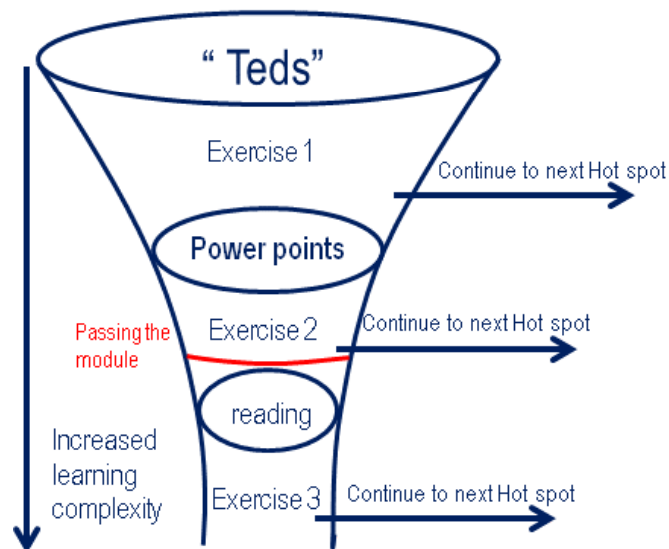 “ Teds”
Exercise 1
Continue to next Hot spot
Power points
Exercise 2
Continue to next Hot spot
Passing the
module
reading
Increased
learning
complexity
Exercise 3
Continue to next Hot spot